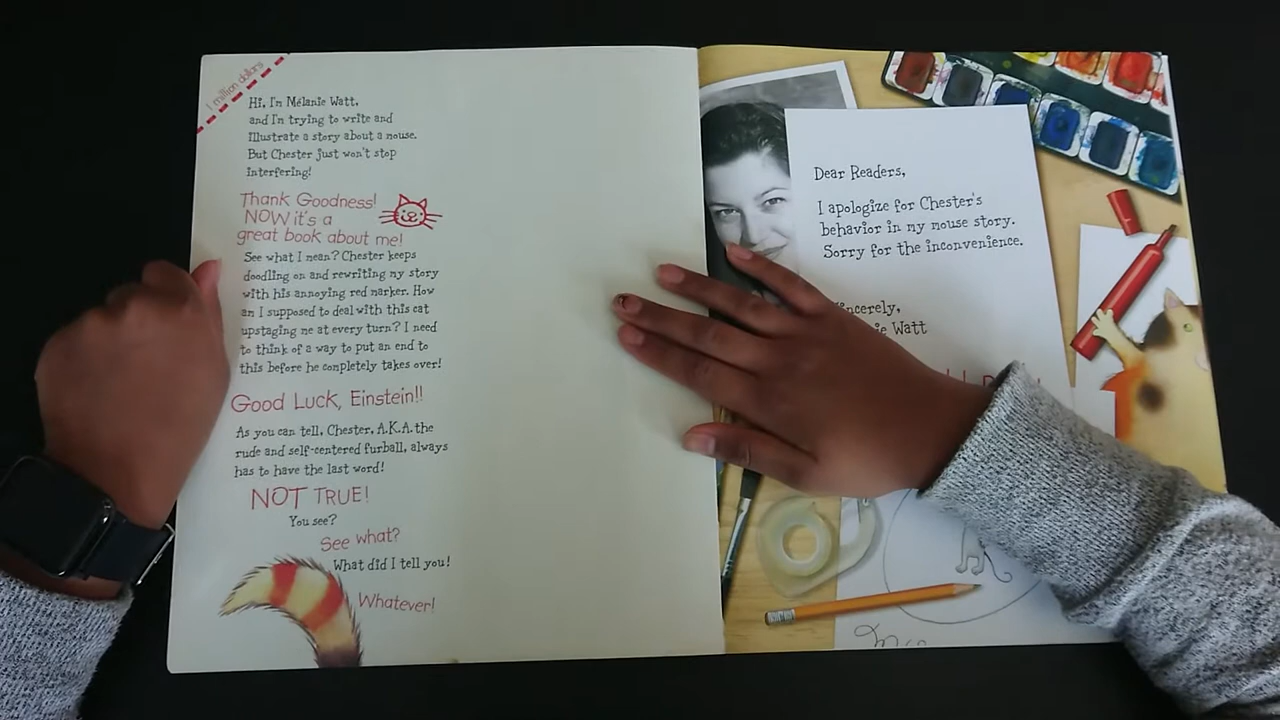 1 million dollars
Hi, I'm Mélanie Watt,
and I'm trying to write and
illustrate a story about a mouse.
But Chester just won't stop
interfering!
Thank Goodness!
NOW it's a
great book about me!
See what I mean? Chester keeps
doodling on and rewriting my story
with his annoying red marker. How
am I supposed to deal with this cat
upstaging me at every turn? I need
to think of a way to put an end to
this before he completely takes over!
Good Luck, Einstein!!
As you can tell, Chester, A.K.A. the
rude and self-centered furball, always
has to have the last word!
NOT TRUE!
You see?
See what?
What did I tell you!
Whatever!
Dear Readers,
I apologize for Chester's
behavior in my mouse story.
Sorry for the inconvenience.
Watt